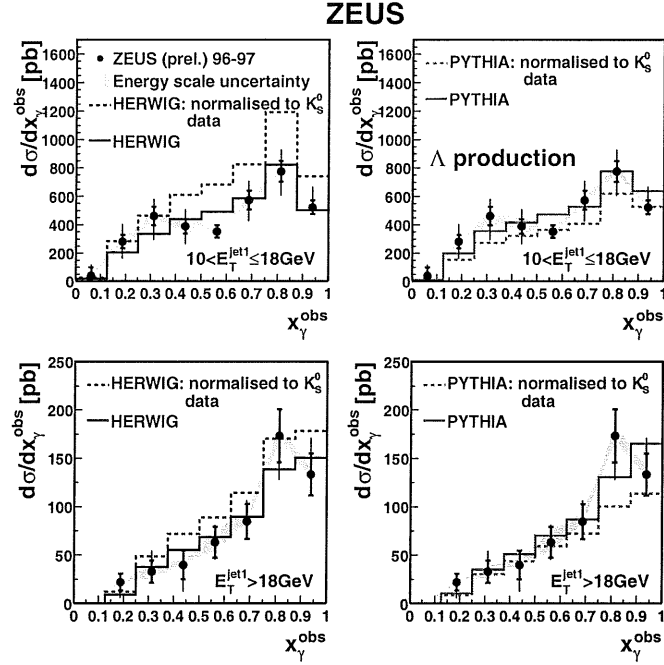 ZEUS
dσ/dxγ^obs [pb]
1600
1400
1200
1000
800
600
400
200
0
ZEUS (prel.) 96-97
Energy scale uncertainty
HERWIG: normalised to K⁰S
data
HERWIG
10<E_T^jet1≤18GeV
0 0.1 0.2 0.3 0.4 0.5 0.6 0.7 0.8 0.9 1
xγ^obs
dσ/dxγ^obs [pb]
1600
1400
1200
1000
800
600
400
200
0
PYTHIA: normalised to K⁰S
data
PYTHIA
Λ production
10<E_T^jet1≤18GeV
0 0.1 0.2 0.3 0.4 0.5 0.6 0.7 0.8 0.9 1
xγ^obs
dσ/dxγ^obs [pb]
250
200
150
100
50
0
HERWIG: normalised to K⁰S
data
HERWIG
E_T^jet1>18GeV
0 0.1 0.2 0.3 0.4 0.5 0.6 0.7 0.8 0.9 1
xγ^obs
dσ/dxγ^obs [pb]
250
200
150
100
50
0
PYTHIA: normalised to K⁰S
data
PYTHIA
E_T^jet1>18GeV
0 0.1 0.2 0.3 0.4 0.5 0.6 0.7 0.8 0.9 1
xγ^obs